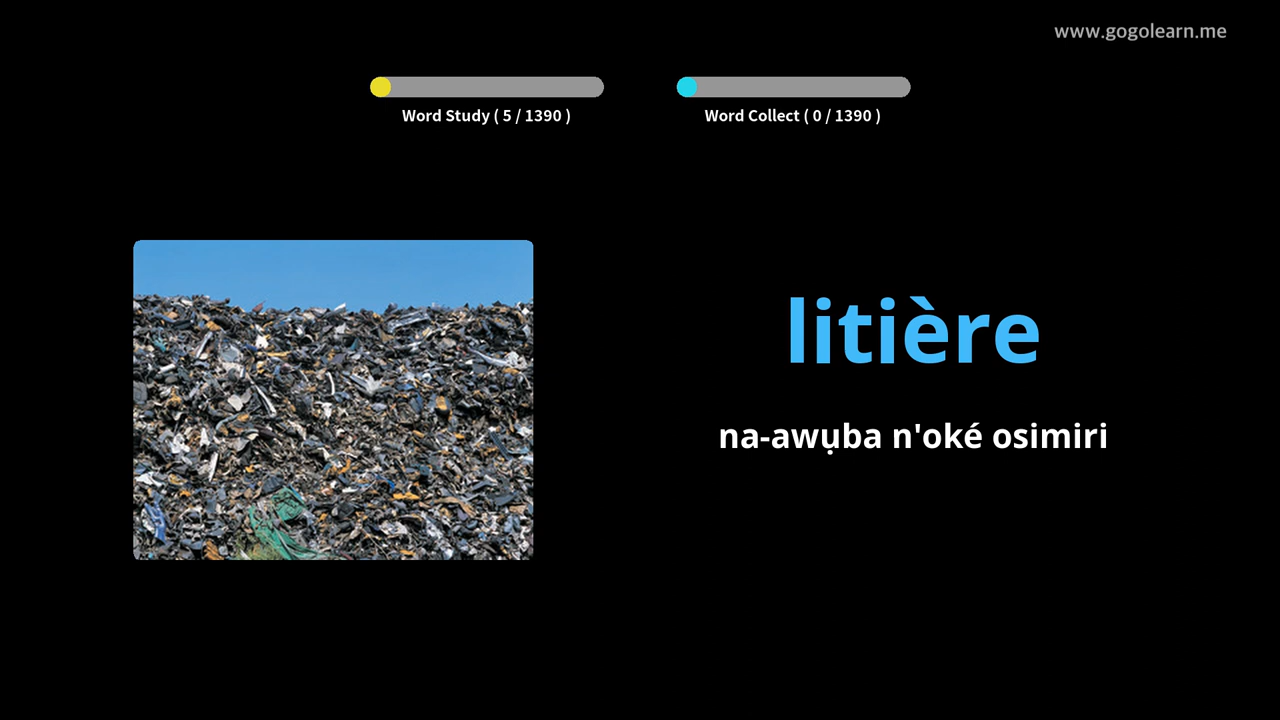 www.gogolearn.me
Word Study ( 5 / 1390 )
Word Collect ( 0 / 1390 )
litière
na-awụba n'oké osimiri